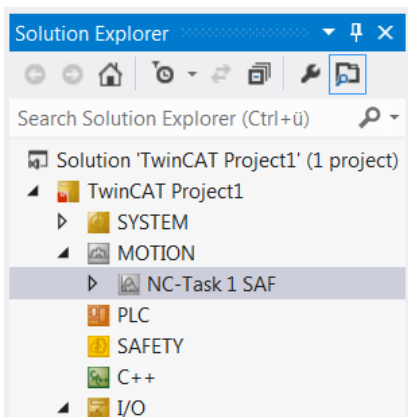 Solution Explorer
Search Solution Explorer (Ctrl+ü)
Solution 'TwinCAT Project1' (1 project)
TwinCAT Project1
SYSTEM
MOTION
NC-Task 1 SAF
PLC
SAFETY
C++
I/O